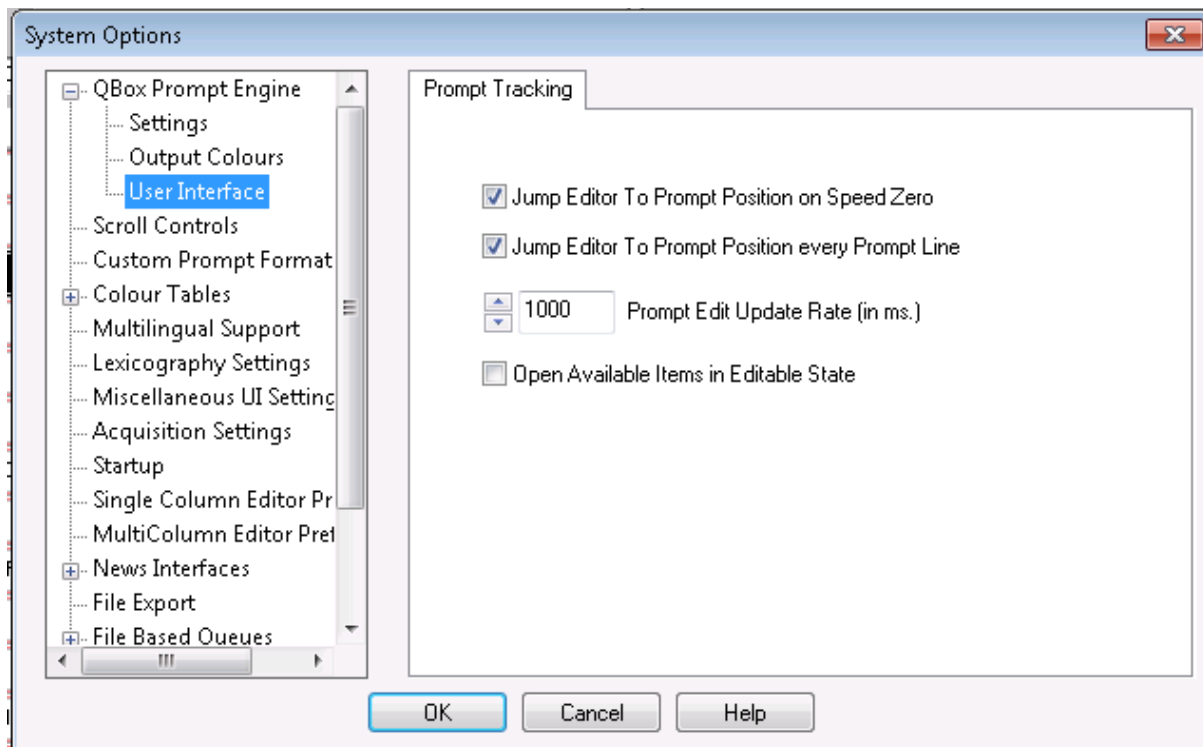 System Options
QBox Prompt Engine
Settings
Output Colours
User Interface
Scroll Controls
Custom Prompt Format
Colour Tables
Multilingual Support
Lexicography Settings
Miscellaneous UI Setting
Acquisition Settings
Startup
Single Column Editor Pr
MultiColumn Editor Pref
News Interfaces
File Export
File Based Queues
Prompt Tracking
Jump Editor To Prompt Position on Speed Zero
Jump Editor To Prompt Position every Prompt Line
1000 Prompt Edit Update Rate (in ms.)
Open Available Items in Editable State
OK Cancel Help